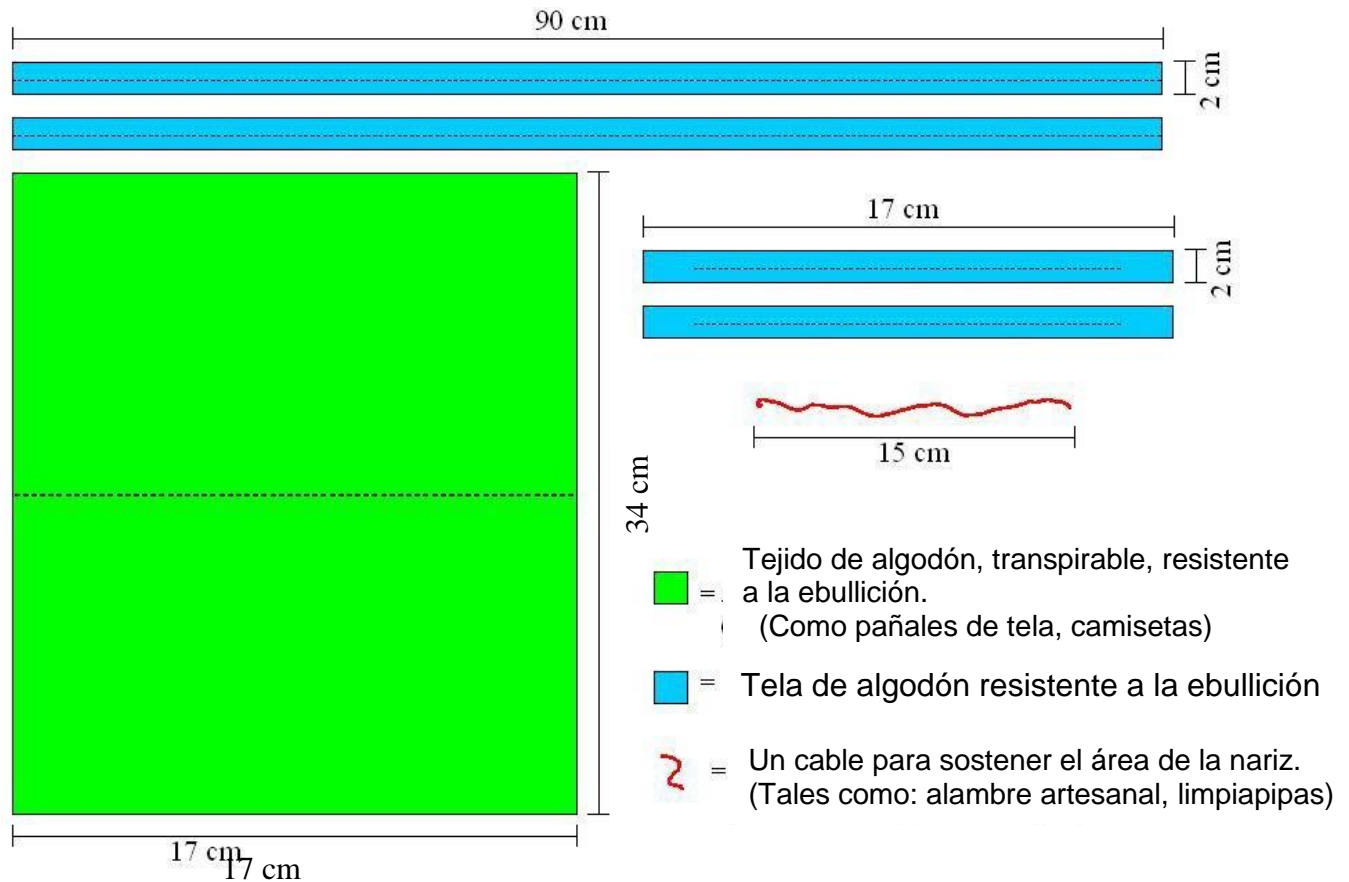 90 cm
2 cm
17 cm
2 cm
15 cm
34 cm
= Tejido de algodón, transpirable, resistente
a la ebullición.
(Como pañales de tela, camisetas)
= Tela de algodón resistente a la ebullición
= Un cable para sostener el área de la nariz.
(Tales como: alambre artesanal, limpiapipas)
17 cm
17 cm